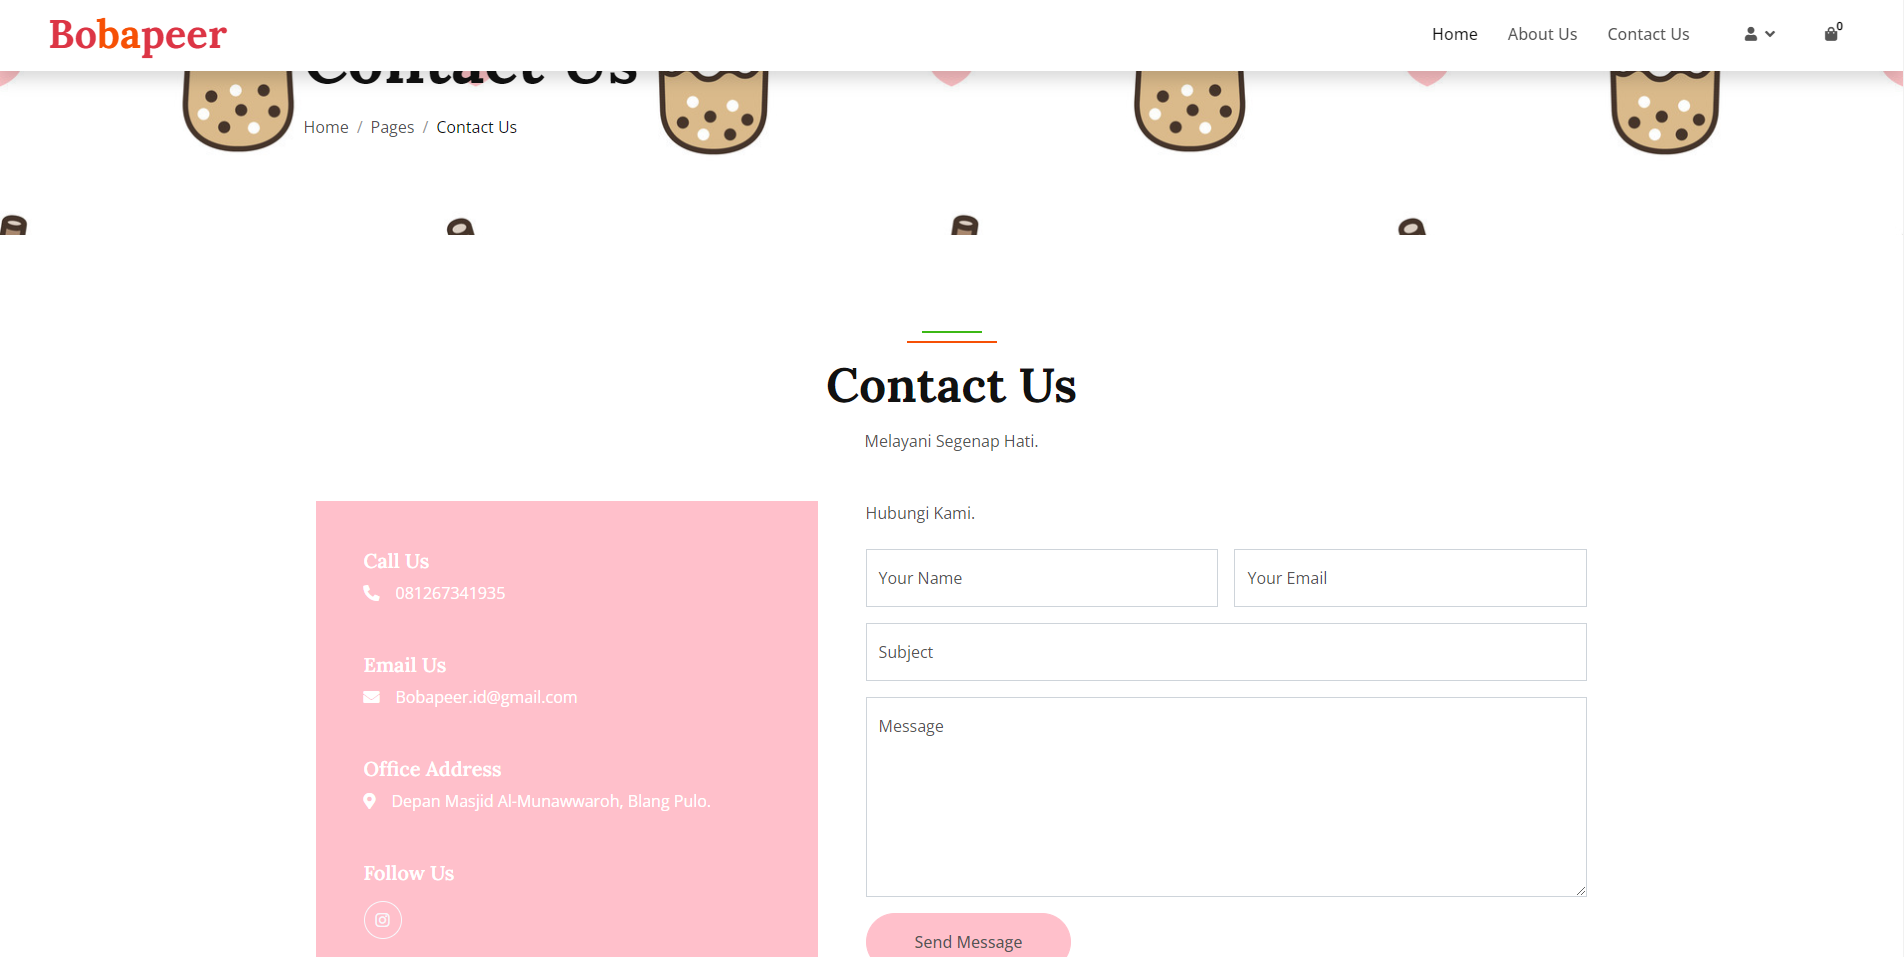 Bobapeer
Home About Us Contact Us 0
Contact Us
Home / Pages / Contact Us
Contact Us
Melayani Segenap Hati.
Call Us
081267341935
Email Us
Bobapeer.id@gmail.com
Office Address
Depan Masjid Al-Munawwaroh, Blang Pulo.
Follow Us
Hubungi Kami.
Your Name Your Email
Subject
Message
Send Message